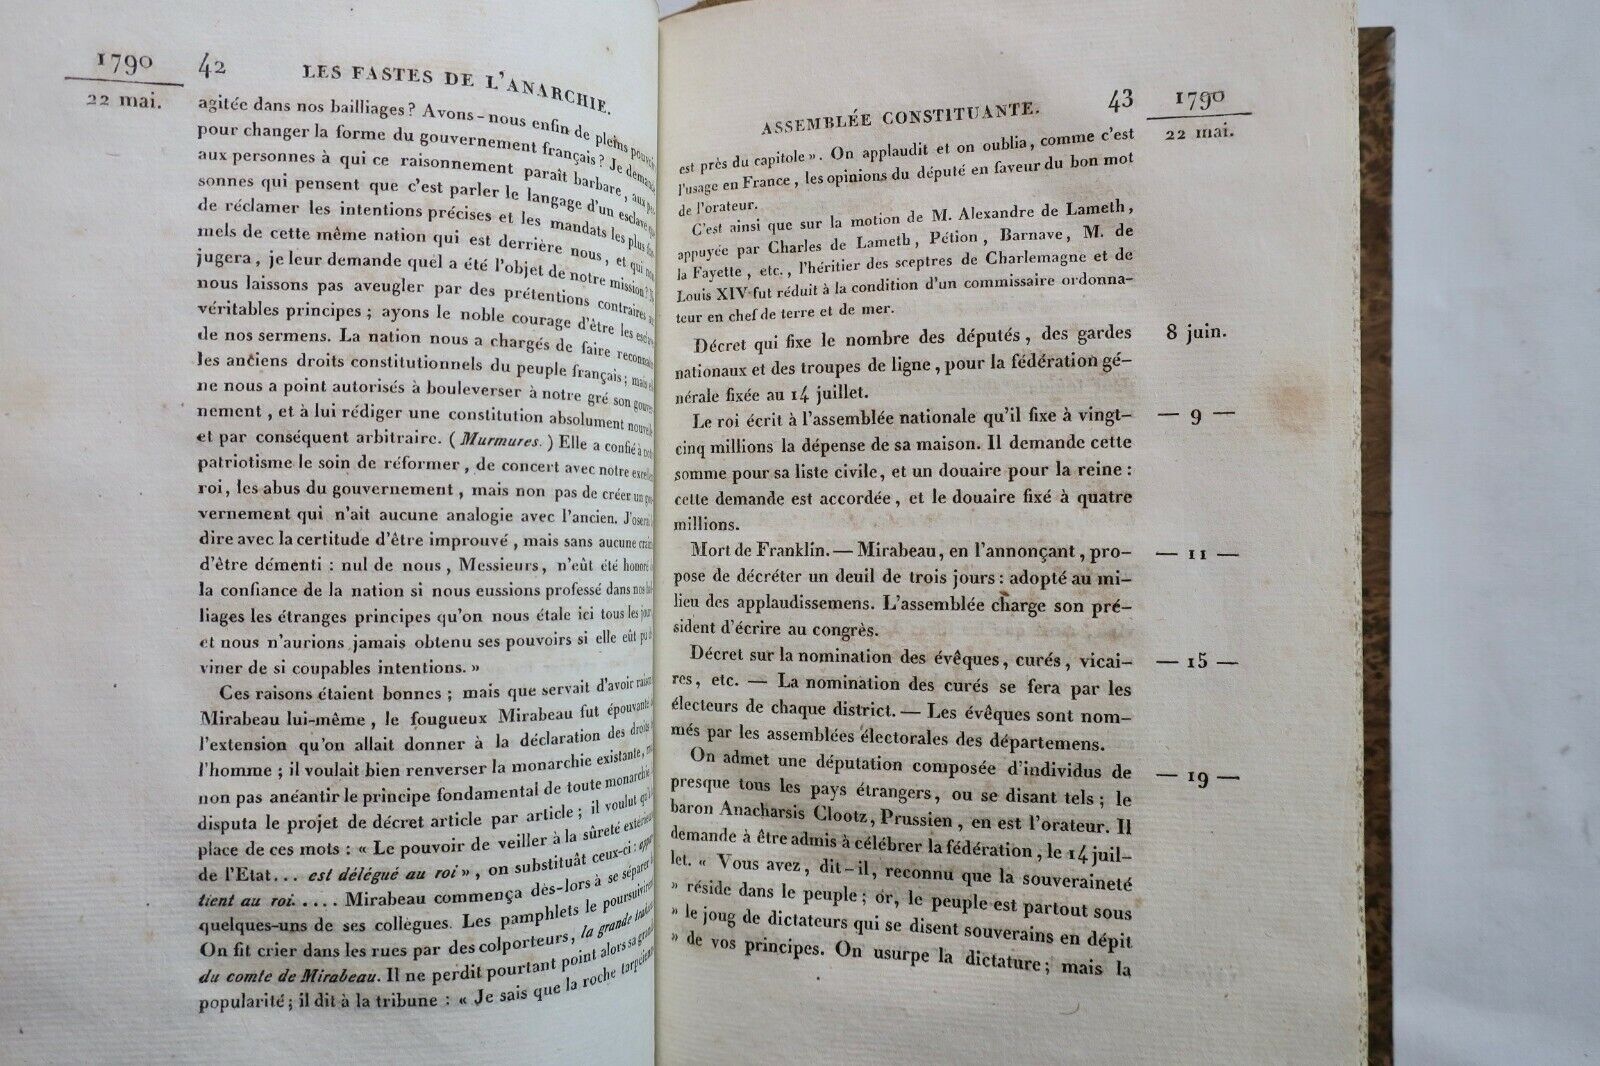 1790
22 mai.
42 LES FASTES DE L'ANARCHIE.
agitée dans nos bailliages? Avons-nous enfin de pleins
pour changer la forme du gouvernement français? Je
aux personnes à qui ce raisonnement paraît barbare, aux
sonnes qui pensent que c'est parler le langage d'un esclave
de réclamer les intentions précises et les mandats les plus
mels de cette même nation qui est derrière nous, et qui
jugera, je leur demande quel a été l'objet de notre mission?
nous laissons pas aveugler par des prétentions contraires
véritables principes; ayons le noble courage d'être les
de nos sermens. La nation nous a chargés de faire
les anciens droits constitutionnels du peuple français;
ne nous a point autorisés à bouleverser à notre gré son
nement, et à lui rédiger une constitution absolument
et par conséquent arbitraire. (Murmures.) Elle a confié à
patriotisme le soin de réformer, de concert avec notre
roi, les abus du gouvernement, mais non pas de créer un
vernement qui n'ait aucune analogie avec l'ancien.
dire avec la certitude d'être improuvé, mais sans aucune
d'être démenti: nul de nous, Messieurs, n'eût été honoré
la confiance de la nation si nous eussions professé dans nos
liages les étranges principes qu'on nous étale ici tous les
et nous n'aurions jamais obtenu ses pouvoirs si elle eût pu
viner de si coupables intentions. »
Ces raisons étaient bonnes; mais que servait d'avoir
Mirabeau lui-même, le fougueux Mirabeau fut épouvanté
l'extension qu'on allait donner à la déclaration des droits
l'homme; il voulait bien renverser la monarchie existante,
non pas anéantir le principe fondamental de toute monarchie
disputa le projet de décret article par article; il voulut
place de ces mots: « Le pouvoir de veiller à la sûreté
de l'Etat... est délégué au roi », on substituât ceux-ci:
tient au roi..... Mirabeau commença dès-lors à se séparer
quelques-uns de ses collègues. Les pamphlets le
On fit crier dans les rues par des colporteurs, la grande
du comte de Mirabeau. Il ne perdit pourtant point alors sa
popularité; il dit à la tribune: « Je sais que la roche
ASSEMBLÉE CONSTITUANTE. 43
1790
22 mai.
est près du capitole ». On applaudit et on oublia, comme c'est
l'usage en France, les opinions du député en faveur du bon mot
de l'orateur.
C'est ainsi que sur la motion de M. Alexandre de Lameth,
appuyée par Charles de Lameth, Pétion, Barnave, M. de
la Fayette, etc., l'héritier des sceptres de Charlemagne et de
Louis XIV fut réduit à la condition d'un commissaire ordonna-
teur en chef de terre et de mer.
Décret qui fixe le nombre des députés, des gardes 8 juin.
nationaux et des troupes de ligne, pour la fédération gé-
nérale fixée au 14 juillet.
Le roi écrit à l'assemblée nationale qu'il fixe à vingt- — 9 —
cinq millions la dépense de sa maison. Il demande cette
somme pour sa liste civile, et un douaire pour la reine:
cette demande est accordée, et le douaire fixé à quatre
millions.
Mort de Franklin. — Mirabeau, en l'annonçant, pro- — 11 —
pose de décréter un deuil de trois jours: adopté au mi-
lieu des applaudissemens. L'assemblée charge son pré-
sident d'écrire au congrès.
Décret sur la nomination des évêques, curés, vicai- — 15 —
res, etc. — La nomination des curés se fera par les
électeurs de chaque district. — Les évêques sont nom-
més par les assemblées électorales des départemens.
On admet une députation composée d'individus de — 19 —
presque tous les pays étrangers, ou se disant tels; le
baron Anacharsis Clootz, Prussien, en est l'orateur. Il
demande à être admis à célébrer la fédération, le 14 juil-
let. « Vous avez, dit-il, reconnu que la souveraineté
» réside dans le peuple; or, le peuple est partout sous
» le joug de dictateurs qui se disent souverains en dépit
» de vos principes. On usurpe la dictature; mais la